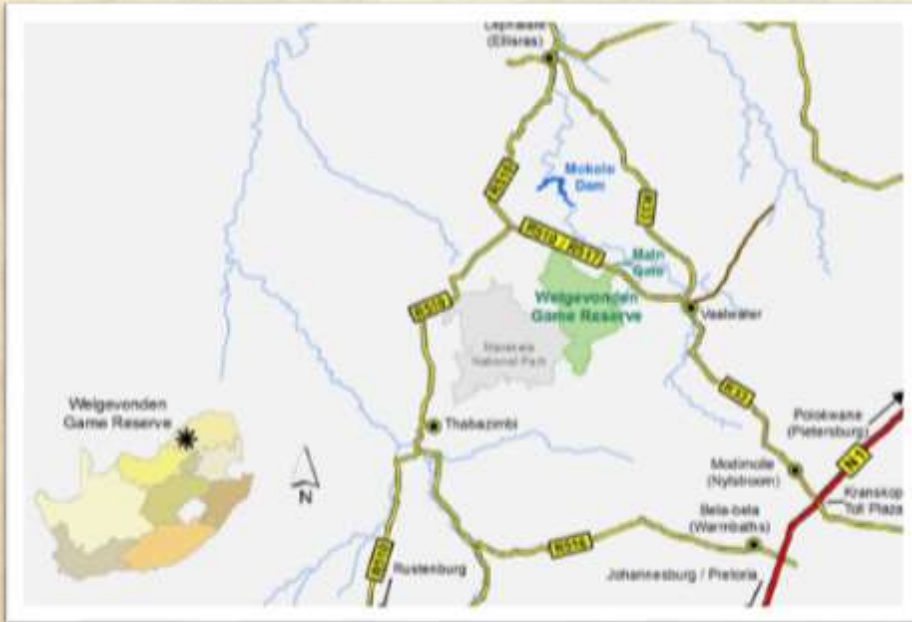 Lephalale
(Ellisras)
R510
Mokolo
Dam
R33
R510 / R517
Main
Gate
Welgevonden
Game Reserve
R510
Vaalwater
Marakele
National Park
R33
Welgevonden
Game Reserve
Thabazimbi
Polokwane
(Pietersburg)
N1
Modimolle
(Nylstroom)
Kranskop
Toll Plaza
N
Bela-bela
(Warmbaths)
R516
R510
Rustenburg
Johannesburg / Pretoria